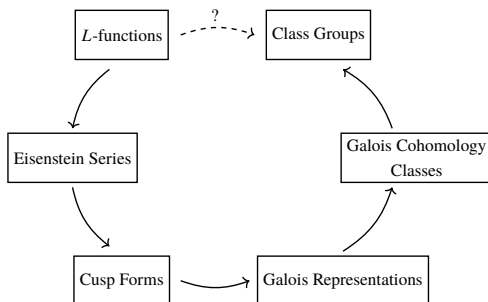 ?
L-functions
Class Groups
Eisenstein Series
Galois Cohomology
Classes
Cusp Forms
Galois Representations